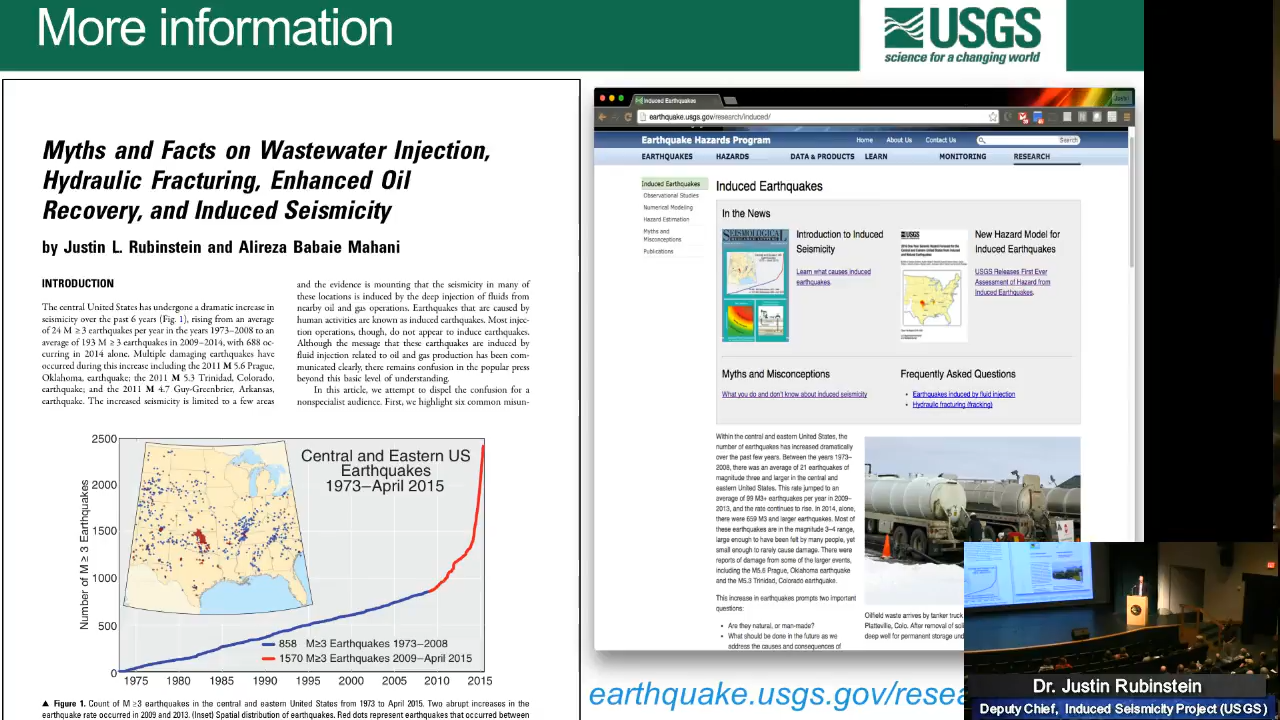 More information
USGS
science for a changing world
Myths and Facts on Wastewater Injection,
Hydraulic Fracturing, Enhanced Oil
Recovery, and Induced Seismicity
by Justin L. Rubinstein and Alireza Babaie Mahani
INTRODUCTION
The central United States has undergone a dramatic increase in
seismicity over the past 6 years (Fig. 1), rising from an average
of 24 M ≥3 earthquakes per year in the years 1973–2008 to an
average of 193 M ≥3 earthquakes in 2009–2014, with 688 oc-
curring in 2014 alone. Multiple damaging earthquakes have
occurred during this increase including the 2011 M 5.6 Prague,
Oklahoma, earthquake; the 2011 M 5.3 Trinidad, Colorado,
earthquake; and the 2011 M 4.7 Guy-Greenbrier, Arkansas,
earthquake. The increased seismicity is limited to a few areas
and the evidence is mounting that the seismicity in many of
these locations is induced by the deep injection of fluids from
nearby oil and gas operations. Earthquakes that are caused by
human activities are known as induced earthquakes. Most injec-
tion operations, though, do not appear to induce earthquakes.
Although the message that these earthquakes are induced by
fluid injection related to oil and gas production has been com-
municated clearly, there remains confusion in the popular press
beyond this basic level of understanding.
In this article, we attempt to dispel the confusion for a
nonspecialist audience. First, we highlight six common misun-
Number of M ≥ 3 Earthquakes
2500
2000
1500
1000
500
0
Central and Eastern US
Earthquakes
1973–April 2015
858 M≥3 Earthquakes 1973–2008
1570 M≥3 Earthquakes 2009–April 2015
1975 1980 1985 1990 1995 2000 2005 2010 2015
▲ Figure 1. Count of M ≥3 earthquakes in the central and eastern United States from 1973 to April 2015. Two abrupt increases in the
earthquake rate occurred in 2009 and 2013. (Inset) Spatial distribution of earthquakes. Red dots represent earthquakes that occurred between
Induced Earthquakes
Justin
earthquake.usgs.gov/research/induced/
Earthquake Hazards Program
Home About Us Contact Us Search
EARTHQUAKES HAZARDS DATA & PRODUCTS LEARN MONITORING RESEARCH
Induced Earthquakes
Observational Studies
Numerical Modeling
Hazard Estimation
Myths and
Misconceptions
Publications
Induced Earthquakes
In the News
Introduction to Induced
Seismicity
Learn what causes induced
earthquakes.
USGS
New Hazard Model for
Induced Earthquakes
USGS Releases First Ever
Assessment of Hazard from
Induced Earthquakes.
Myths and Misconceptions
What you do and don't know about induced seismicity
Frequently Asked Questions
• Earthquakes induced by fluid injection
• Hydraulic fracturing (fracking)
Within the central and eastern United States, the
number of earthquakes has increased dramatically
over the past few years. Between the years 1973–
2008, there was an average of 21 earthquakes of
magnitude three and larger in the central and
eastern United States. This rate jumped to an
average of 99 M3+ earthquakes per year in 2009–
2013, and the rate continues to rise. In 2014, alone,
there were 659 M3 and larger earthquakes. Most of
these earthquakes are in the magnitude 3–4 range,
large enough to have been felt by many people, yet
small enough to rarely cause damage. There were
reports of damage from some of the larger events,
including the M5.6 Prague, Oklahoma earthquake
and the M5.3 Trinidad, Colorado earthquake.
This increase in earthquakes prompts two important
questions:
• Are they natural, or man-made?
• What should be done in the future as we
address the causes and consequences of
Oilfield waste arrives by tanker truck
Platteville, Colo. After removal of soli
deep well for permanent storage und
earthquake.usgs.gov/resea
Dr. Justin Rubinstein
Deputy Chief, Induced Seismicity Project (USGS)